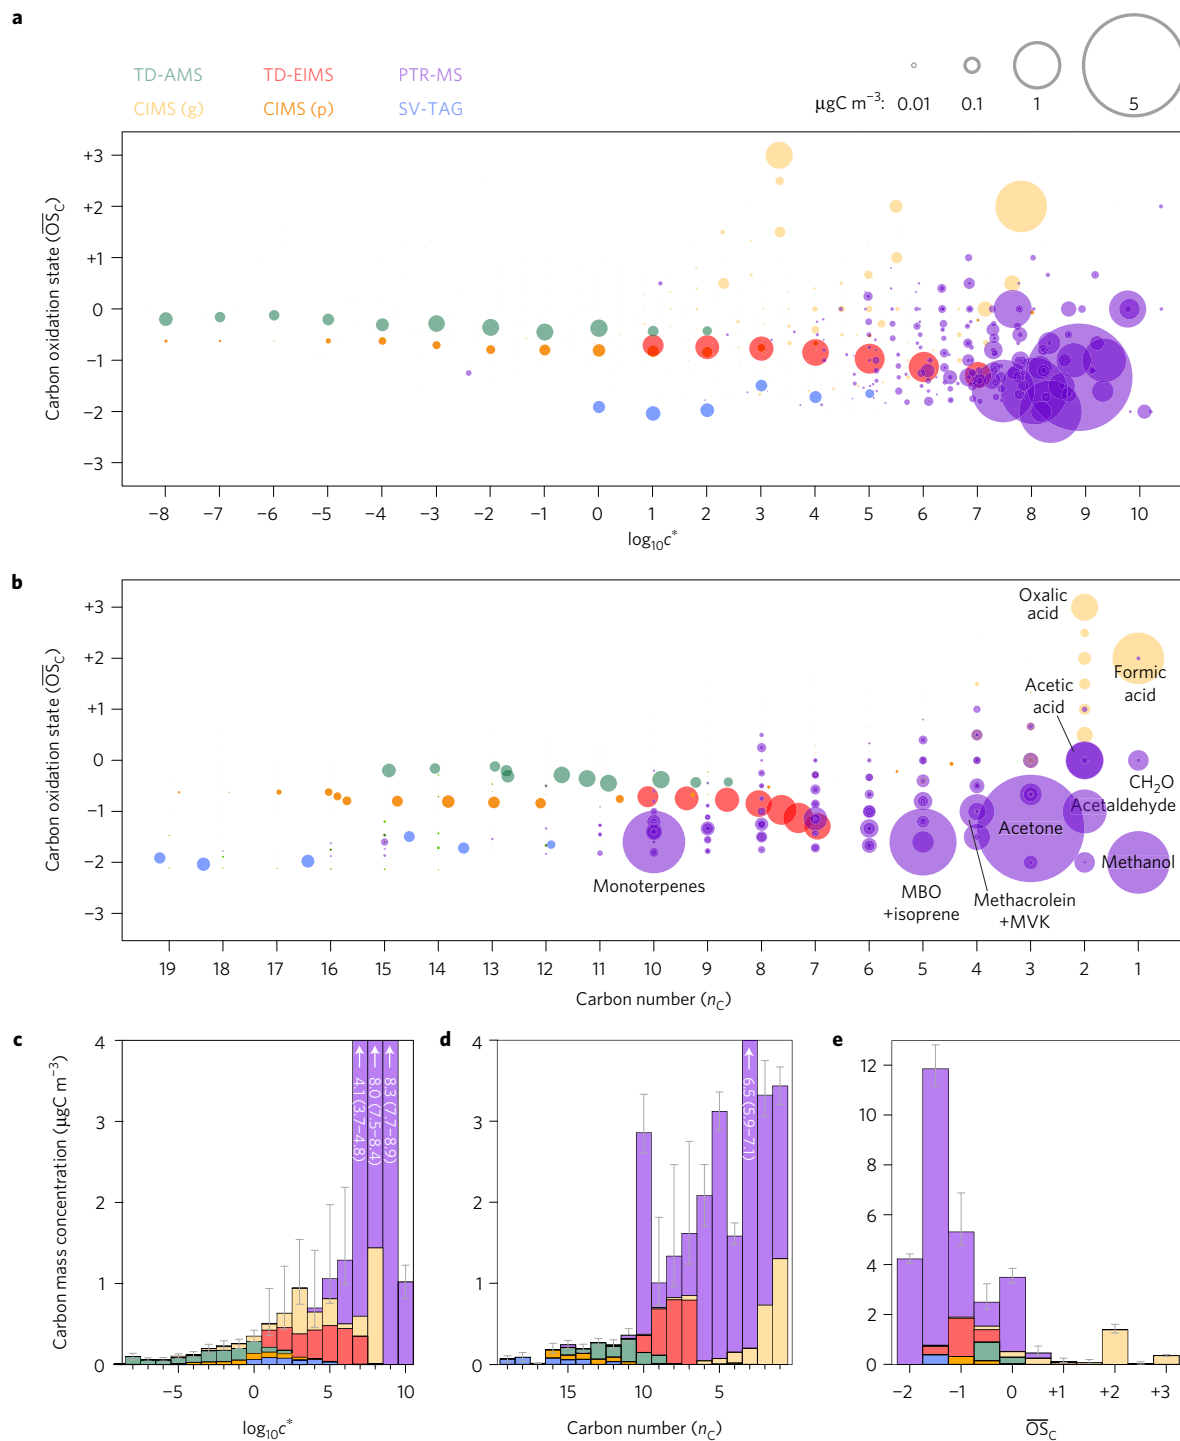 a
TD-AMS TD-EIMS PTR-MS
CIMS (g) CIMS (p) SV-TAG
μgC m−3: 0.01 0.1 1 5
Carbon oxidation state (OSC)
+3
+2
+1
0
−1
−2
−3
−8 −7 −6 −5 −4 −3 −2 −1 0 1 2 3 4 5 6 7 8 9 10
log10c*
b
Carbon oxidation state (OSC)
+3
+2
+1
0
−1
−2
−3
Oxalic
acid
Formic
acid
Acetic
acid
CH2O
Acetaldehyde
Acetone
Methanol
Monoterpenes
MBO
+isoprene
Methacrolein
+MVK
19 18 17 16 15 14 13 12 11 10 9 8 7 6 5 4 3 2 1
Carbon number (nC)
c
Carbon mass concentration (μgC m−3)
4
3
2
1
0
4.1 (3.7–4.8)
8.0 (7.5–8.4)
8.3 (7.7–8.9)
−5 0 5 10
log10c*
d
4
3
2
1
0
6.5 (5.9–7.1)
15 10 5
Carbon number (nC)
e
12
10
8
6
4
2
0
−2 −1 0 +1 +2 +3
OSC